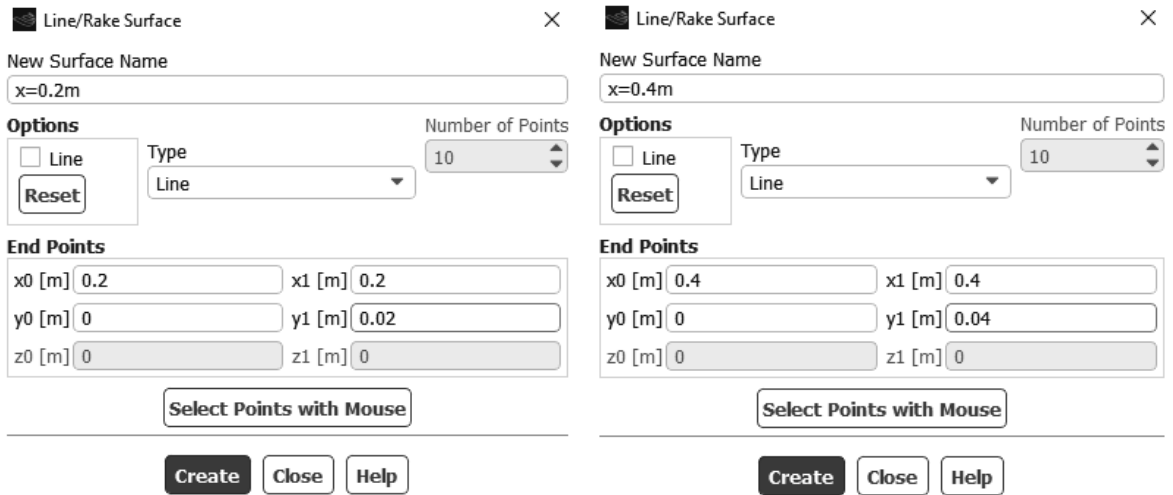 Line/Rake Surface
New Surface Name
x=0.2m
Options
Number of Points
Line
Type
10
Reset
Line
End Points
x0 [m] 0.2 x1 [m] 0.2
y0 [m] 0 y1 [m] 0.02
z0 [m] 0 z1 [m] 0
Select Points with Mouse
Create Close Help
Line/Rake Surface
New Surface Name
x=0.4m
Options
Number of Points
Line
Type
10
Reset
Line
End Points
x0 [m] 0.4 x1 [m] 0.4
y0 [m] 0 y1 [m] 0.04
z0 [m] 0 z1 [m] 0
Select Points with Mouse
Create Close Help